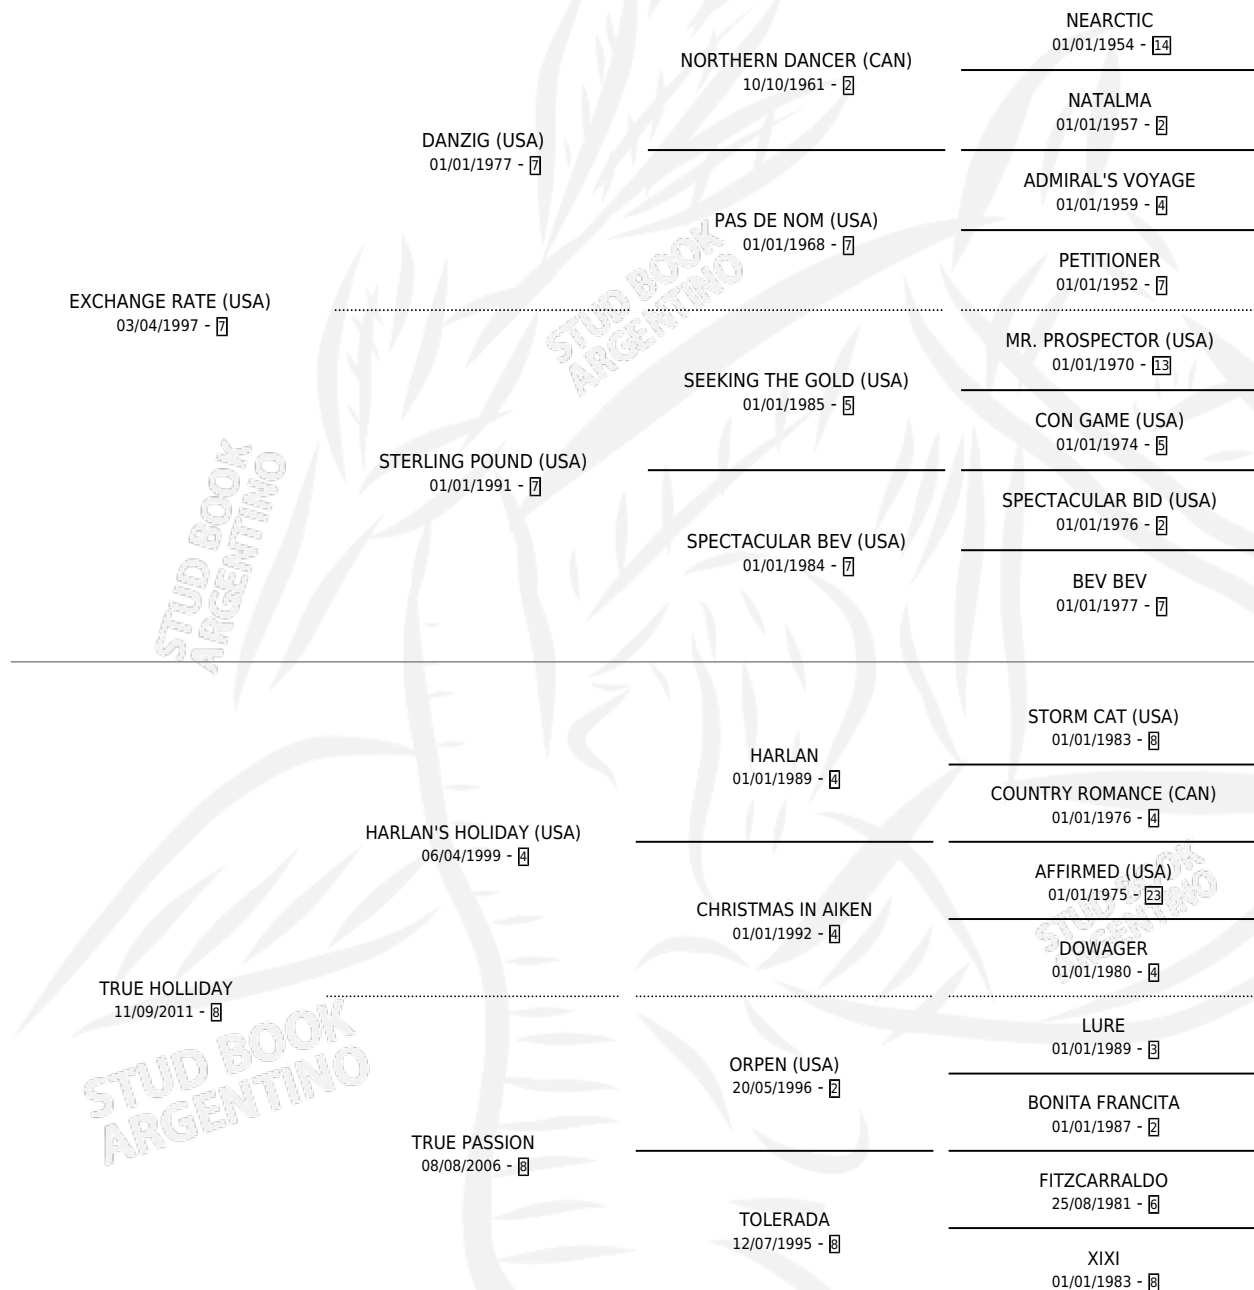 NEARCTIC
01/01/1954 - 14
NORTHERN DANCER (CAN)
10/10/1961 - 2
NATALMA
01/01/1957 - 2
DANZIG (USA)
01/01/1977 - 7
ADMIRAL'S VOYAGE
01/01/1959 - 4
PAS DE NOM (USA)
01/01/1968 - 7
PETITIONER
01/01/1952 - 7
EXCHANGE RATE (USA)
03/04/1997 - 7
MR. PROSPECTOR (USA)
01/01/1970 - 13
SEEKING THE GOLD (USA)
01/01/1985 - 5
CON GAME (USA)
01/01/1974 - 5
STERLING POUND (USA)
01/01/1991 - 7
SPECTACULAR BID (USA)
01/01/1976 - 2
SPECTACULAR BEV (USA)
01/01/1984 - 7
BEV BEV
01/01/1977 - 7
STORM CAT (USA)
01/01/1983 - 8
HARLAN
01/01/1989 - 4
COUNTRY ROMANCE (CAN)
01/01/1976 - 4
HARLAN'S HOLIDAY (USA)
06/04/1999 - 4
AFFIRMED (USA)
01/01/1975 - 23
CHRISTMAS IN AIKEN
01/01/1992 - 4
DOWAGER
01/01/1980 - 4
TRUE HOLLIDAY
11/09/2011 - 8
LURE
01/01/1989 - 3
ORPEN (USA)
20/05/1996 - 2
BONITA FRANCITA
01/01/1987 - 2
TRUE PASSION
08/08/2006 - 8
FITZCARRALDO
25/08/1981 - 6
TOLERADA
12/07/1995 - 8
XIXI
01/01/1983 - 8
STUD BOOK
ARGENTINO
STUD BOOK
ARGENTINO
STUD BOOK
ARGENTINO
STUD BOOK
ARGENTINO